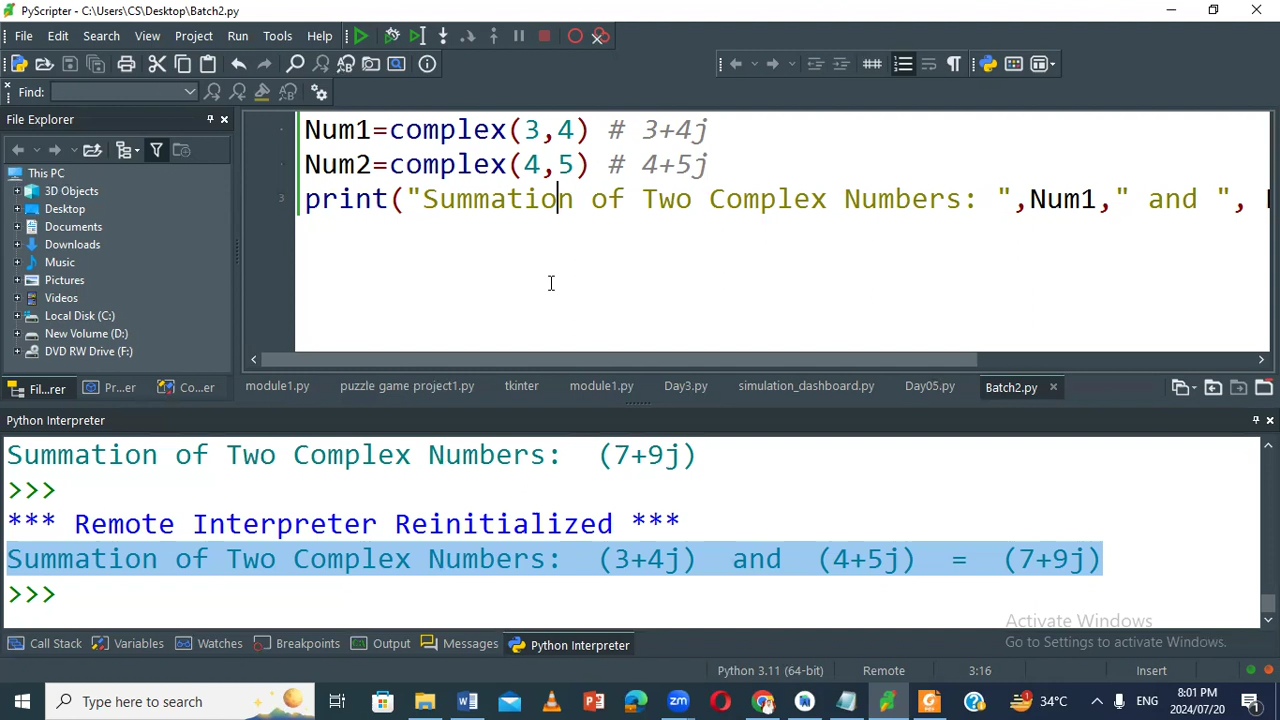 PyScripter - C:\Users\CS\Desktop\Batch2.py
File Edit Search View Project Run Tools Help
Find:
File Explorer
This PC
3D Objects
Desktop
Documents
Downloads
Music
Pictures
Videos
Local Disk (C:)
New Volume (D:)
DVD RW Drive (F:)
Fil...rer Pr...er Co...er
Num1=complex(3,4) # 3+4j
Num2=complex(4,5) # 4+5j
3 print("Summation of Two Complex Numbers: ",Num1," and ",
module1.py puzzle game project1.py tkinter module1.py Day3.py simulation_dashboard.py Day05.py Batch2.py
Python Interpreter
Summation of Two Complex Numbers:  (7+9j)
>>>
*** Remote Interpreter Reinitialized ***
Summation of Two Complex Numbers:  (3+4j)  and  (4+5j)  =  (7+9j)
>>>
Activate Windows
Go to Settings to activate Windows.
Call Stack Variables Watches Breakpoints Output Messages Python Interpreter
Python 3.11 (64-bit) Remote 3:16 Insert
Type here to search
34°C ENG 8:01 PM
2024/07/20